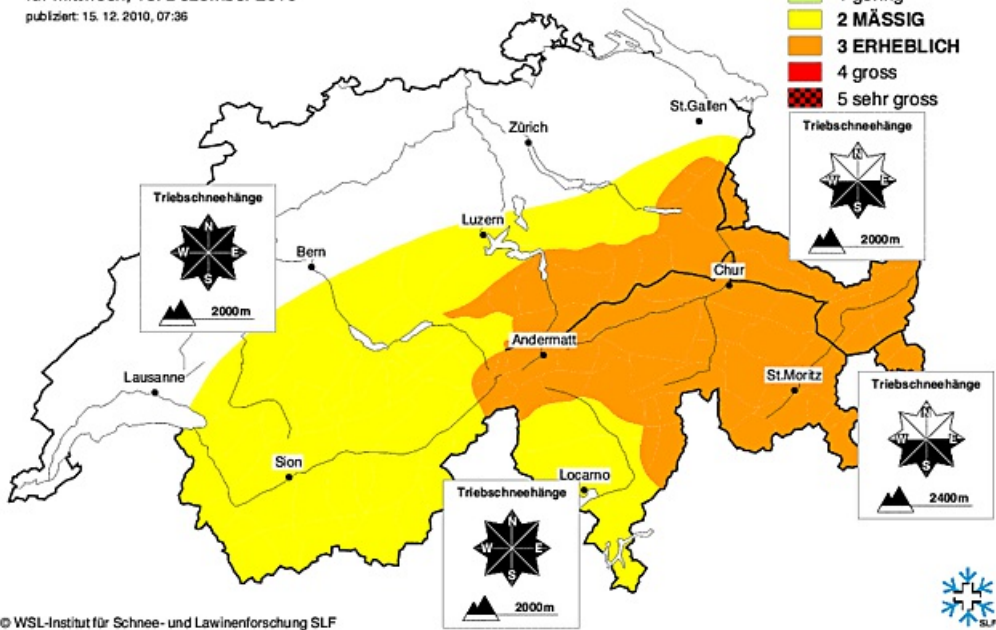 publiziert: 15. 12. 2010, 07:36
2 MÄSSIG
3 ERHEBLICH
4 gross
5 sehr gross
St.Gallen
Zürich
Triebschneehänge
N
W E
S
2000m
Triebschneehänge
N
W E
S
2000m
Luzern
Bern
Chur
Andermatt
Lausanne
St.Moritz
Triebschneehänge
N
W E
S
2400m
Sion
Locarno
Triebschneehänge
N
W E
S
2000m
SLF
© WSL-Institut für Schnee- und Lawinenforschung SLF